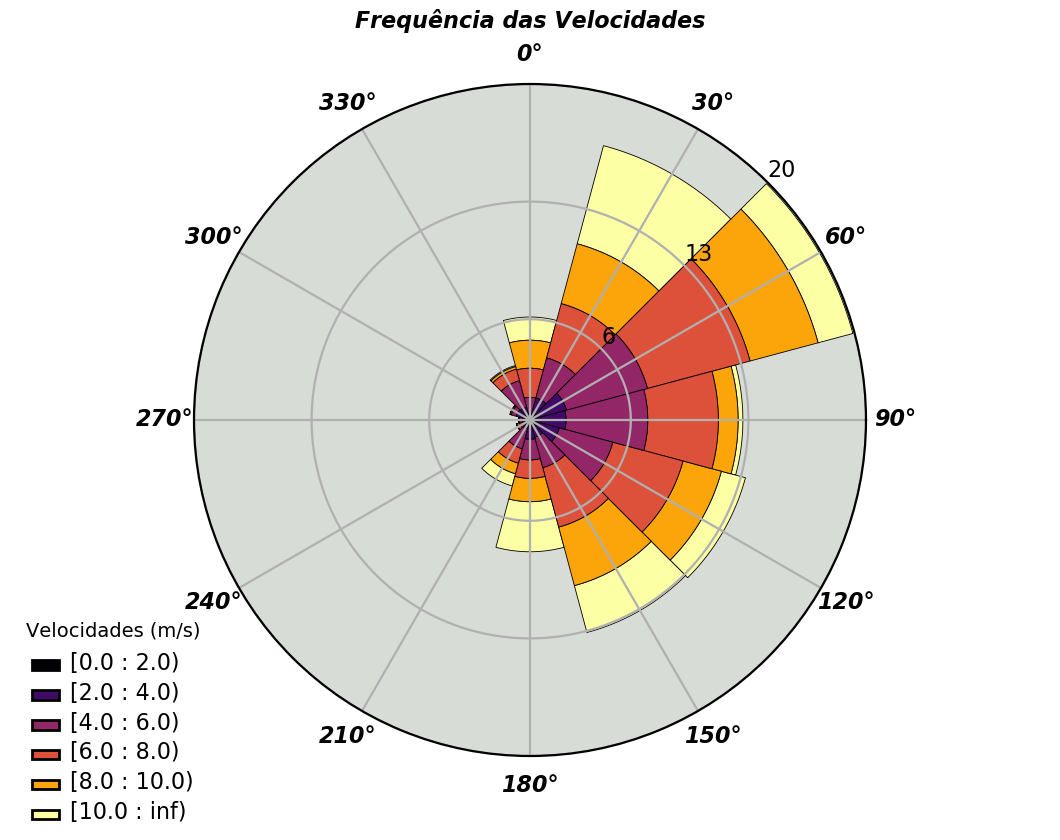 Frequência das Velocidades
0°
330°
30°
20
300°
60°
13
6
270°
90°
240°
120°
210°
150°
180°
Velocidades (m/s)
[0.0 : 2.0)
[2.0 : 4.0)
[4.0 : 6.0)
[6.0 : 8.0)
[8.0 : 10.0)
[10.0 : inf)